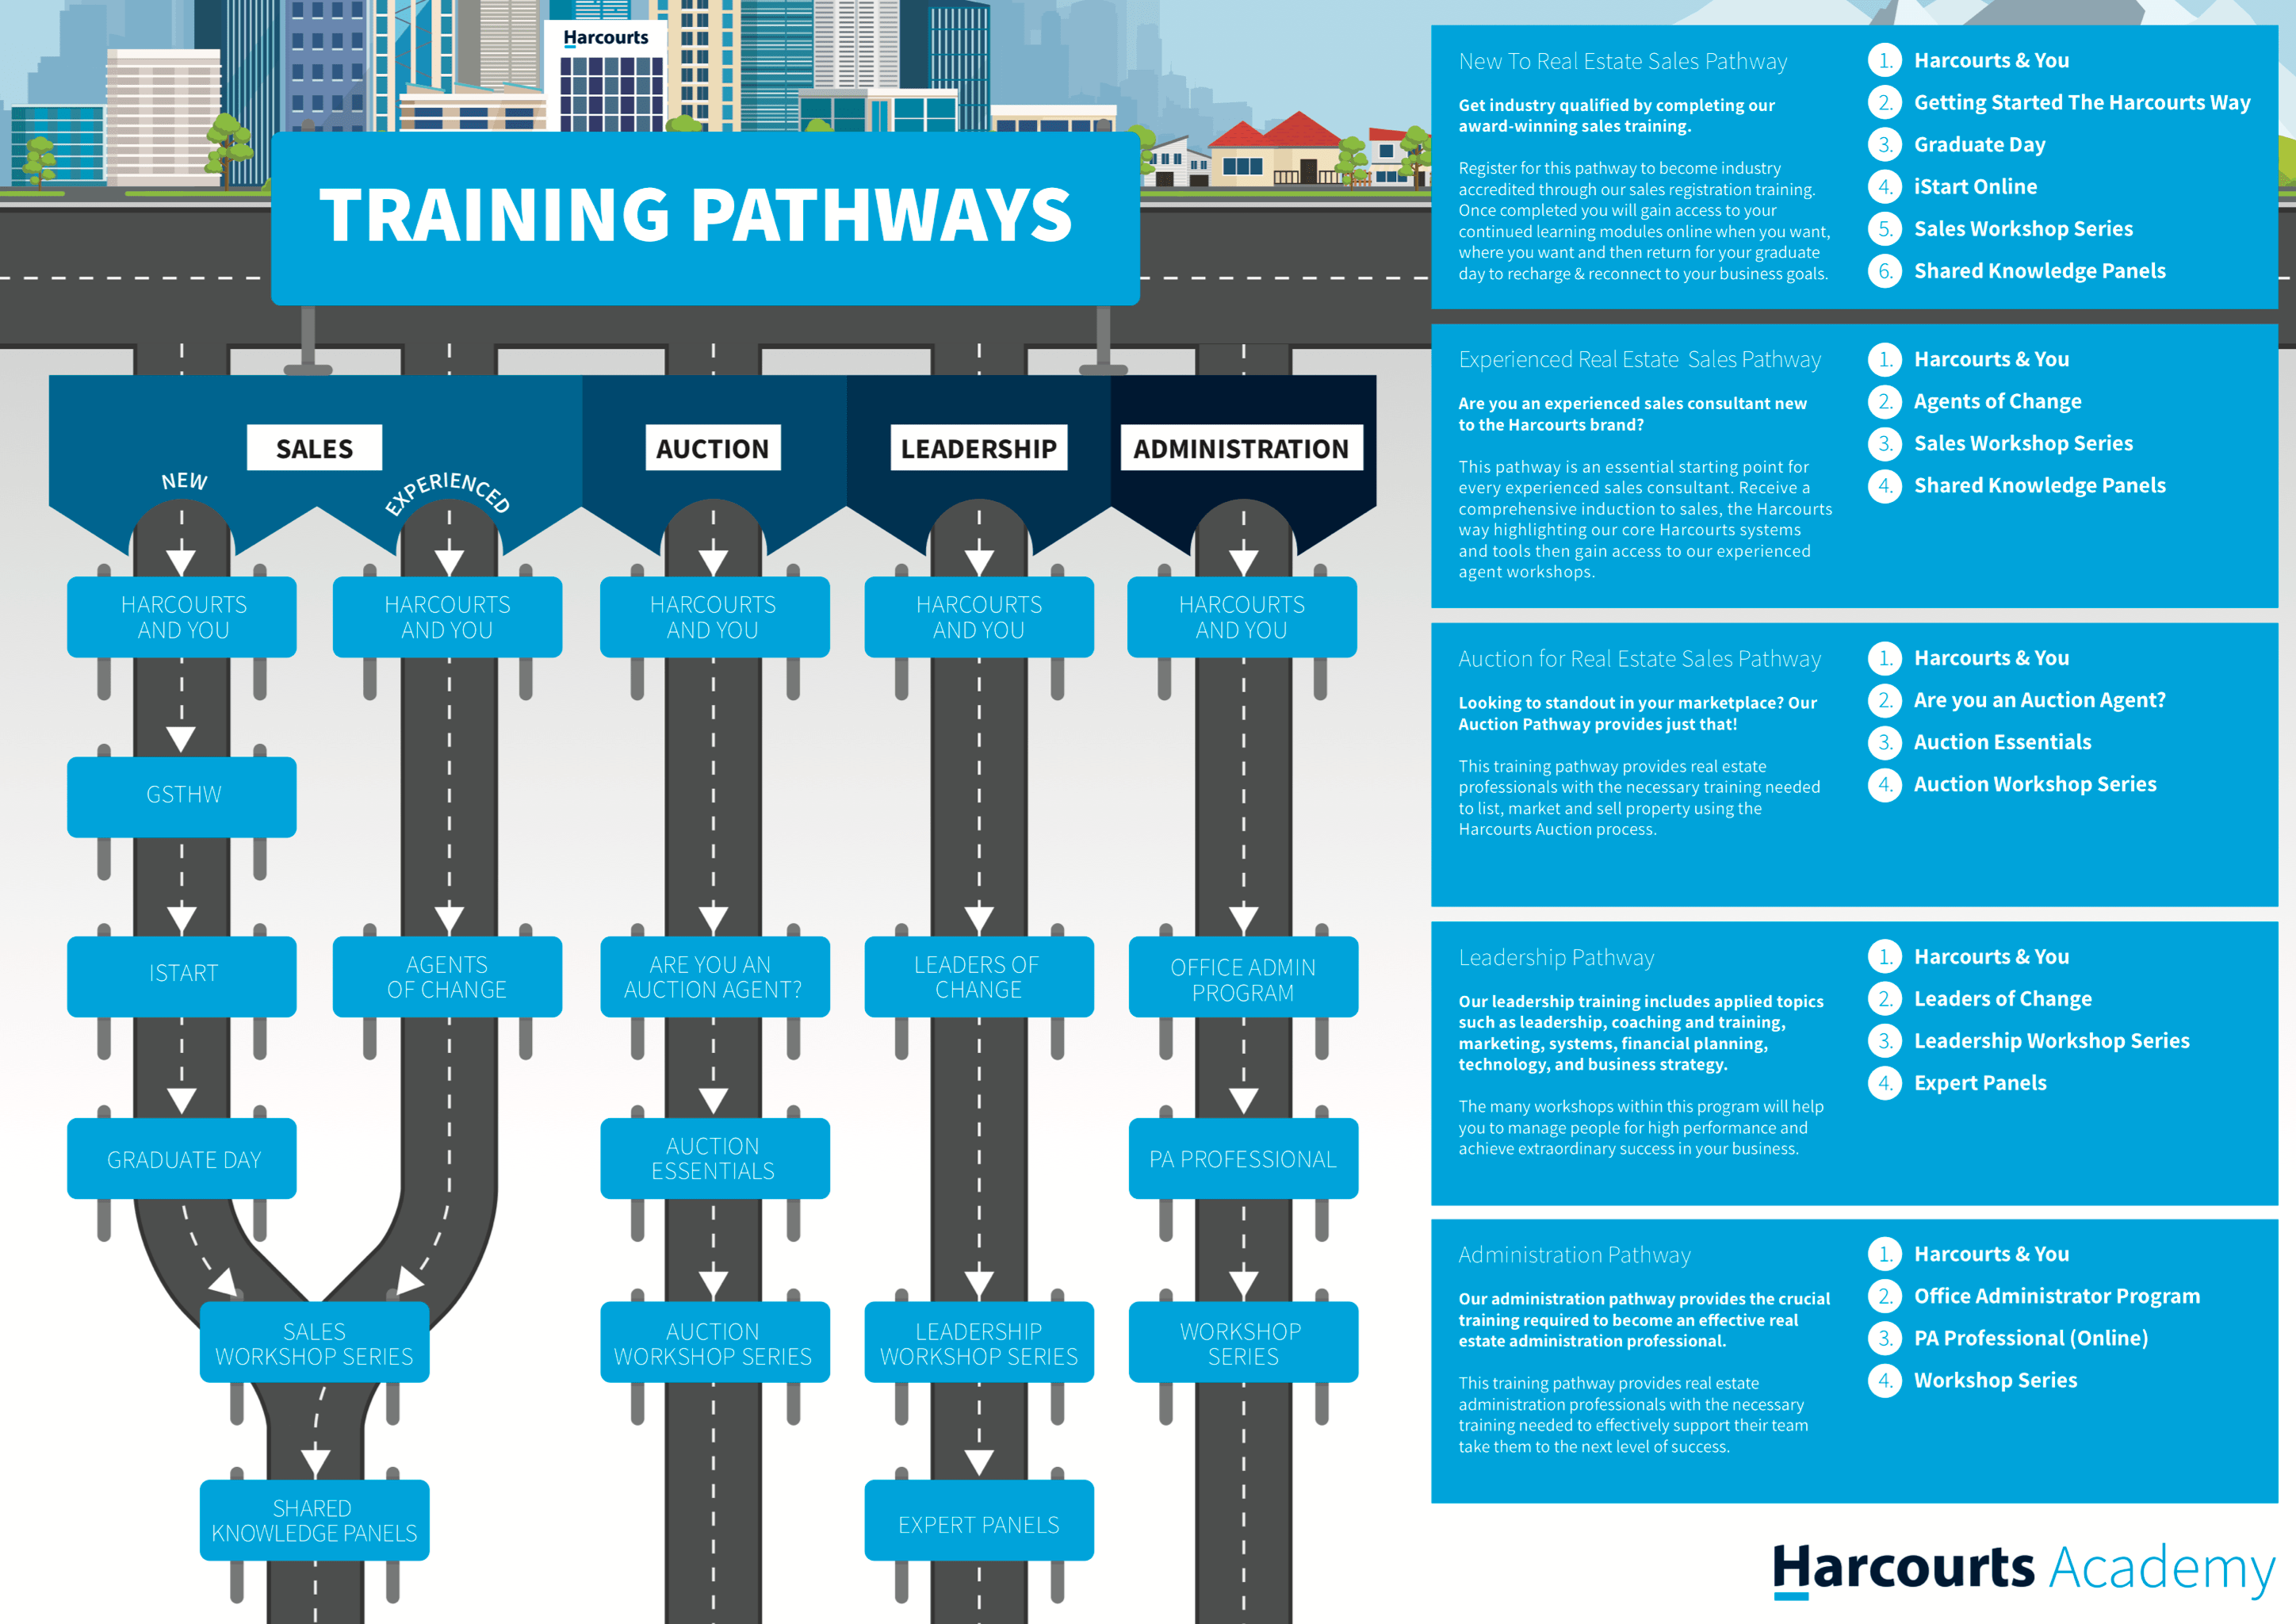 Harcourts
TRAINING PATHWAYS
SALES
AUCTION
LEADERSHIP
ADMINISTRATION
NEW
EXPERIENCED
HARCOURTS
AND YOU
HARCOURTS
AND YOU
HARCOURTS
AND YOU
HARCOURTS
AND YOU
HARCOURTS
AND YOU
GSTHW
ISTART
AGENTS
OF CHANGE
ARE YOU AN
AUCTION AGENT?
LEADERS OF
CHANGE
OFFICE ADMIN
PROGRAM
GRADUATE DAY
AUCTION
ESSENTIALS
PA PROFESSIONAL
SALES
WORKSHOP SERIES
AUCTION
WORKSHOP SERIES
LEADERSHIP
WORKSHOP SERIES
WORKSHOP
SERIES
SHARED
KNOWLEDGE PANELS
EXPERT PANELS
New To Real Estate Sales Pathway
Get industry qualified by completing our
award-winning sales training.
Register for this pathway to become industry
accredited through our sales registration training.
Once completed you will gain access to your
continued learning modules online when you want,
where you want and then return for your graduate
day to recharge & reconnect to your business goals.
1. Harcourts & You
2. Getting Started The Harcourts Way
3. Graduate Day
4. iStart Online
5. Sales Workshop Series
6. Shared Knowledge Panels
Experienced Real Estate Sales Pathway
Are you an experienced sales consultant new
to the Harcourts brand?
This pathway is an essential starting point for
every experienced sales consultant. Receive a
comprehensive induction to sales, the Harcourts
way highlighting our core Harcourts systems
and tools then gain access to our experienced
agent workshops.
1. Harcourts & You
2. Agents of Change
3. Sales Workshop Series
4. Shared Knowledge Panels
Auction for Real Estate Sales Pathway
Looking to standout in your marketplace? Our
Auction Pathway provides just that!
This training pathway provides real estate
professionals with the necessary training needed
to list, market and sell property using the
Harcourts Auction process.
1. Harcourts & You
2. Are you an Auction Agent?
3. Auction Essentials
4. Auction Workshop Series
Leadership Pathway
Our leadership training includes applied topics
such as leadership, coaching and training,
marketing, systems, financial planning,
technology, and business strategy.
The many workshops within this program will help
you to manage people for high performance and
achieve extraordinary success in your business.
1. Harcourts & You
2. Leaders of Change
3. Leadership Workshop Series
4. Expert Panels
Administration Pathway
Our administration pathway provides the crucial
training required to become an effective real
estate administration professional.
This training pathway provides real estate
administration professionals with the necessary
training needed to effectively support their team
take them to the next level of success.
1. Harcourts & You
2. Office Administrator Program
3. PA Professional (Online)
4. Workshop Series
Harcourts Academy